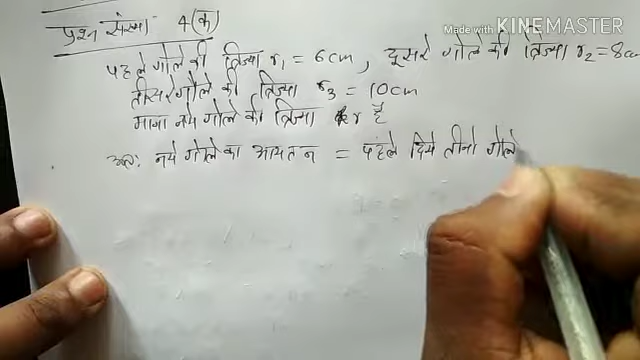 Made with KINEMASTER
प्रश्न संख्या 4(क)
पहले गोले की त्रिज्या r₁ = 6cm, दूसरे गोले की त्रिज्या r₂ = 8cm
तीसरे गोले की त्रिज्या r₃ = 10cm
माना नये गोले की त्रिज्या r है
अतः नये गोले का आयतन = पहले दिये तीनो गोले